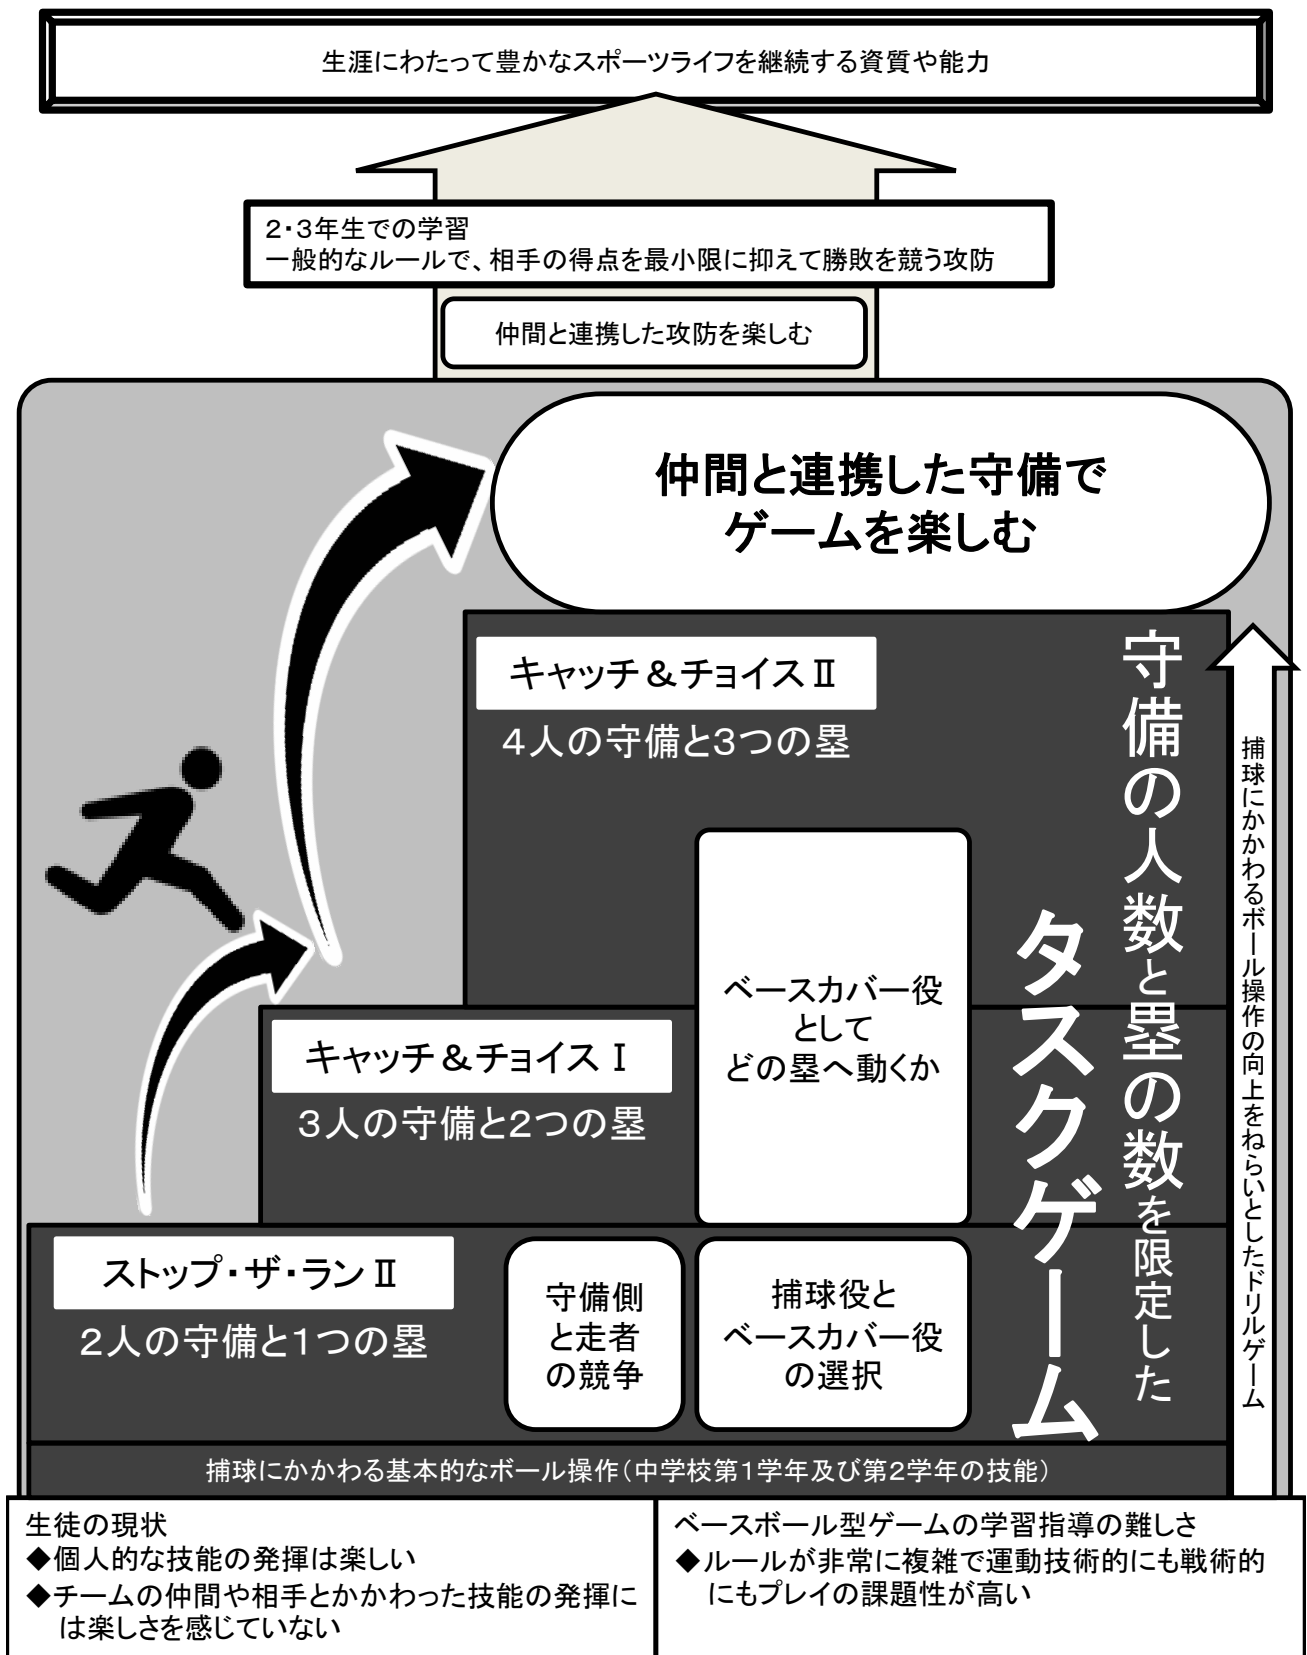 生涯にわたって豊かなスポーツライフを継続する資質や能力
2・3年生での学習
一般的なルールで、相手の得点を最小限に抑えて勝敗を競う攻防
仲間と連携した攻防を楽しむ
仲間と連携した守備で
ゲームを楽しむ
キャッチ&チョイスⅡ
4人の守備と3つの塁
守備の人数と塁の数を限定した
タスクゲーム
捕球にかかわるボール操作の向上をねらいとしたドリルゲーム
ベースカバー役
として
どの塁へ動くか
キャッチ&チョイスⅠ
3人の守備と2つの塁
ストップ・ザ・ランⅡ
2人の守備と1つの塁
守備側
と走者
の競争
捕球役と
ベースカバー役
の選択
捕球にかかわる基本的なボール操作(中学校第1学年及び第2学年の技能)
生徒の現状
◆個人的な技能の発揮は楽しい
◆チームの仲間や相手とかかわった技能の発揮に
は楽しさを感じていない
ベースボール型ゲームの学習指導の難しさ
◆ルールが非常に複雑で運動技術的にも戦術的
にもプレイの課題性が高い